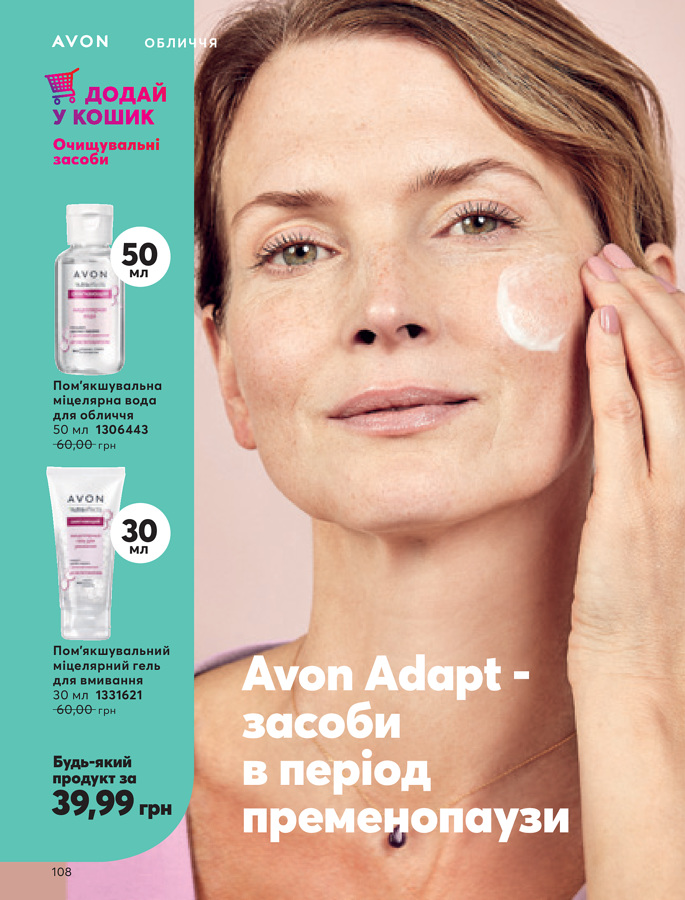 AVON ОБЛИЧЧЯ
ДОДАЙ
У КОШИК
Очищувальні
засоби
50
МЛ
AVON
nutraeffects
Пом'якшувальна
міцелярна вода
для обличчя
50 мл 1306443
60,00 грн
30
МЛ
AVON
nutraeffects
Пом'якшувальний
міцелярний гель
для вмивання
30 мл 1331621
60,00 грн
Будь-який
продукт за
39,99 грн
Avon Adapt -
засоби
в період
пременопаузи
108